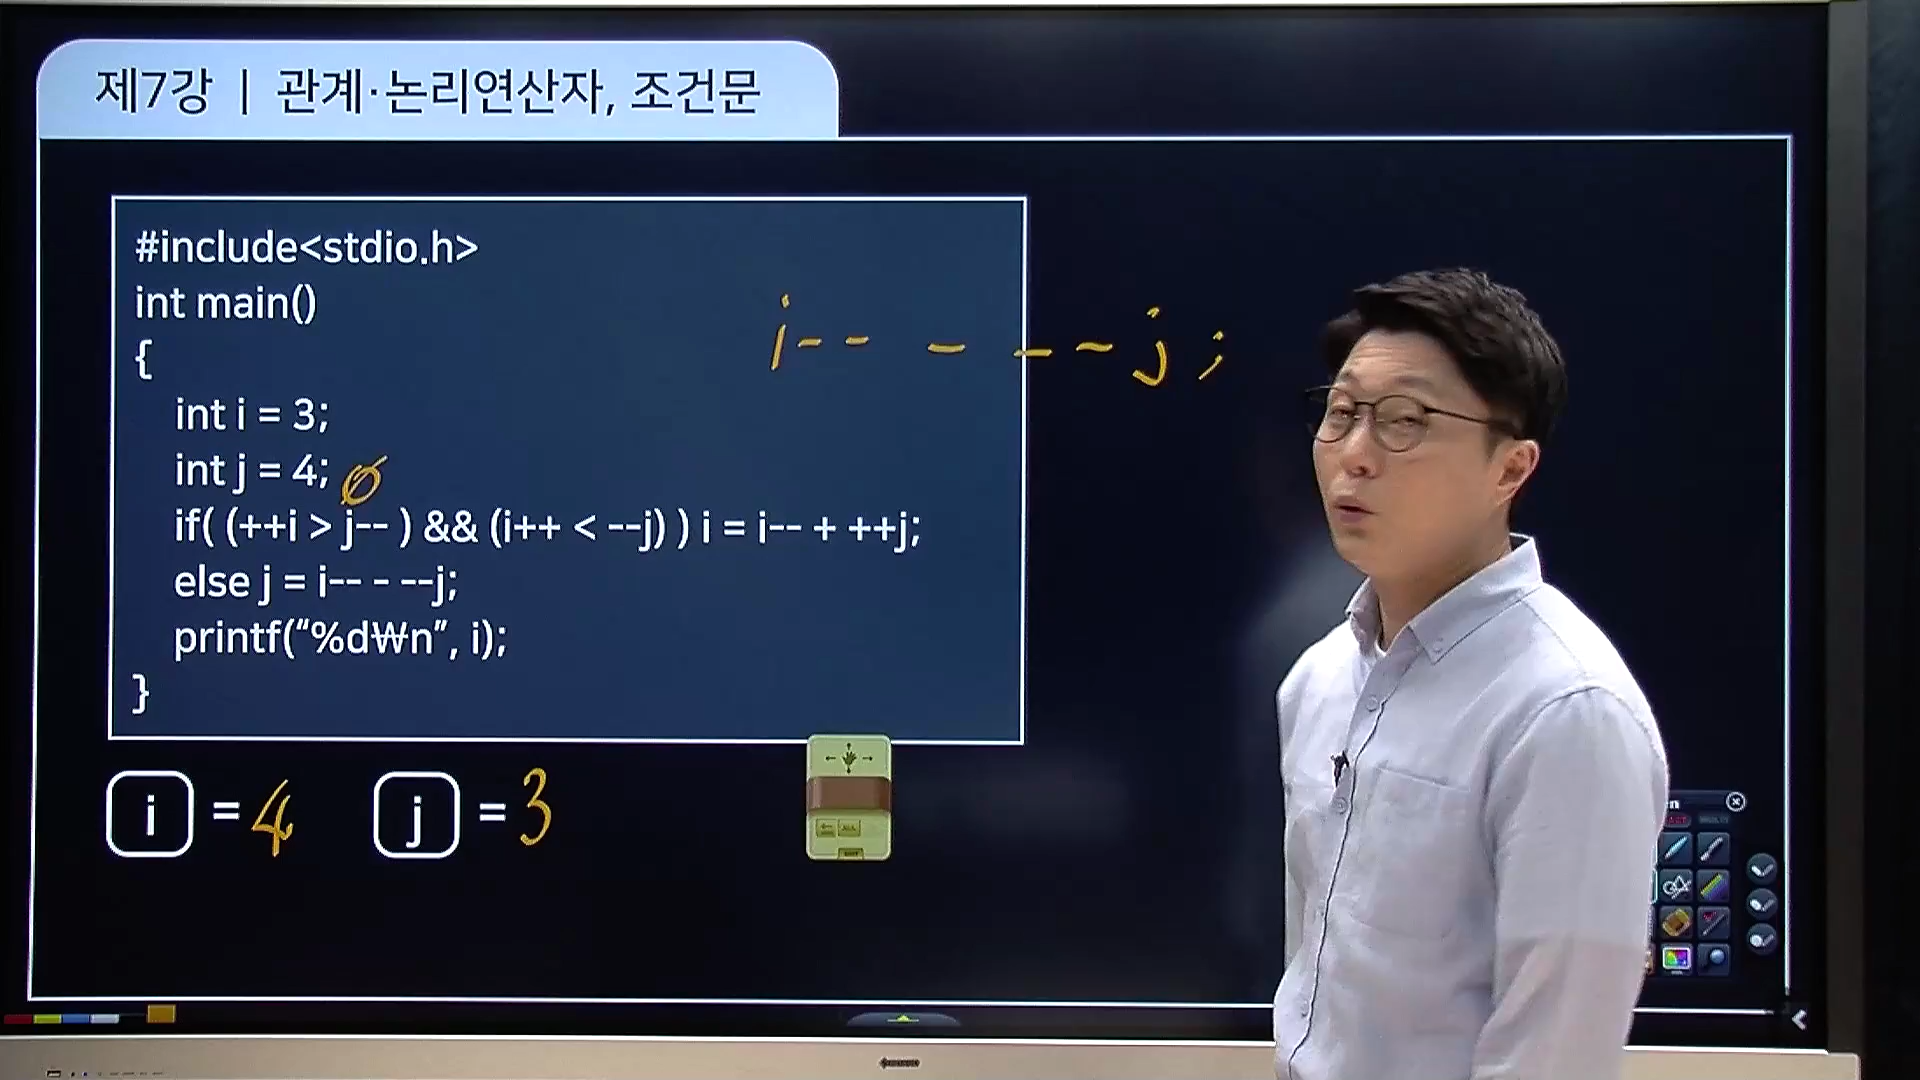 제7강 | 관계·논리연산자, 조건문
#include<stdio.h>
int main()
{
int i = 3;
int j = 4; 0
if( (++i > j-- ) && (i++ < --j) ) i = i-- + ++j;
else j = i-- - --j;
printf(“%d₩n”, i);
}
i-- - --j;
i = 4 j = 3